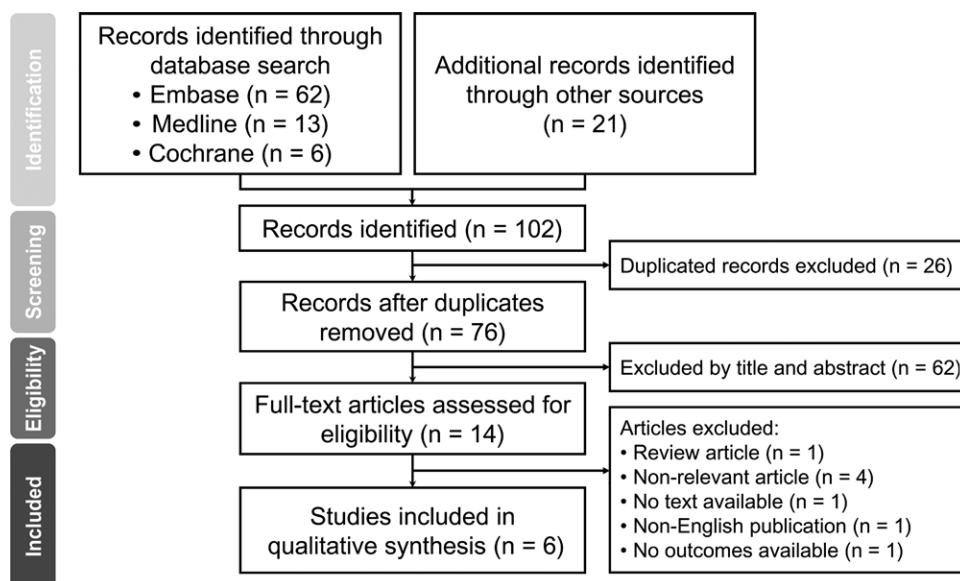 Identification
Records identified through
database search
• Embase (n = 62)
• Medline (n = 13)
• Cochrane (n = 6)
Additional records identified
through other sources
(n = 21)
Screening
Records identified (n = 102)
Duplicated records excluded (n = 26)
Records after duplicates
removed (n = 76)
Eligibility
Excluded by title and abstract (n = 62)
Full-text articles assessed for
eligibility (n = 14)
Included
Articles excluded:
• Review article (n = 1)
• Non-relevant article (n = 4)
• No text available (n = 1)
• Non-English publication (n = 1)
• No outcomes available (n = 1)
Studies included in
qualitative synthesis (n = 6)